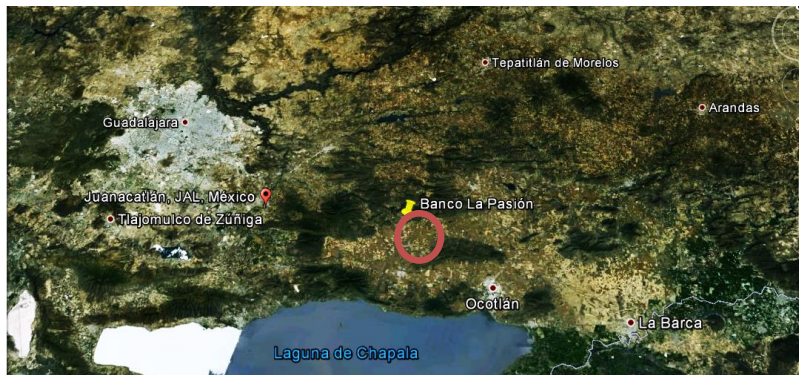 Tepatitlán de Morelos
Arandas
Guadalajara
Juanacatlán, JAL, México
Banco La Pasión
Tlajomulco de Zúñiga
Ocotlán
La Barca
Laguna de Chapala